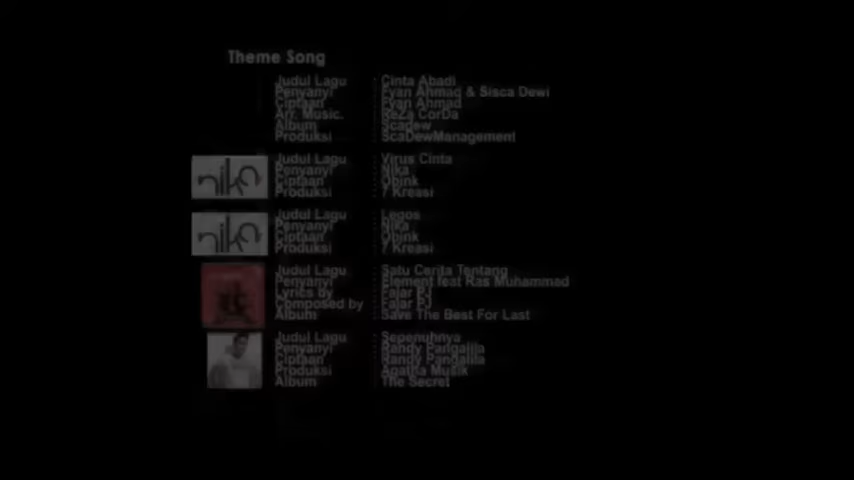 Theme Song
Judul Lagu : Cinta Abadi
Penyanyi : Fyan Ahmad & Sisca Dewi
Ciptaan : Fyan Ahmad
Arr. Music. : ReZa CorDa
Album : Scadew
Produksi : ScaDewManagement
nika
Judul Lagu : Virus Cinta
Penyanyi : Nika
Ciptaan : Obink
Produksi : 7 Kreasi
nika
Judul Lagu : Legos
Penyanyi : Nika
Ciptaan : Obink
Produksi : 7 Kreasi
Judul Lagu : Satu Cerita Tentang
Penyanyi : Element feat Ras Muhammad
Lyrics by : Fajar PJ
Composed by : Fajar PJ
Album : Save The Best For Last
Judul Lagu : Sepenuhnya
Penyanyi : Randy Pangalila
Ciptaan : Randy Pangalila
Produksi : Agatha Musik
Album : The Secret